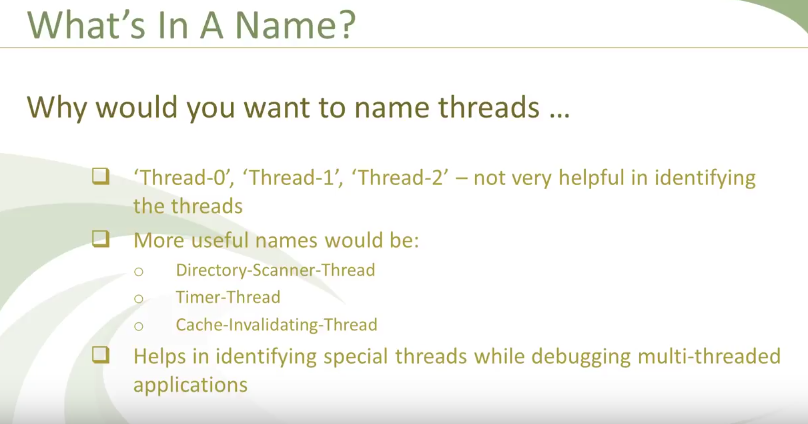 What’s In A Name?
Why would you want to name threads ...
‘Thread-0’, ‘Thread-1’, ‘Thread-2’ – not very helpful in identifying
the threads
More useful names would be:
Directory-Scanner-Thread
Timer-Thread
Cache-Invalidating-Thread
Helps in identifying special threads while debugging multi-threaded
applications